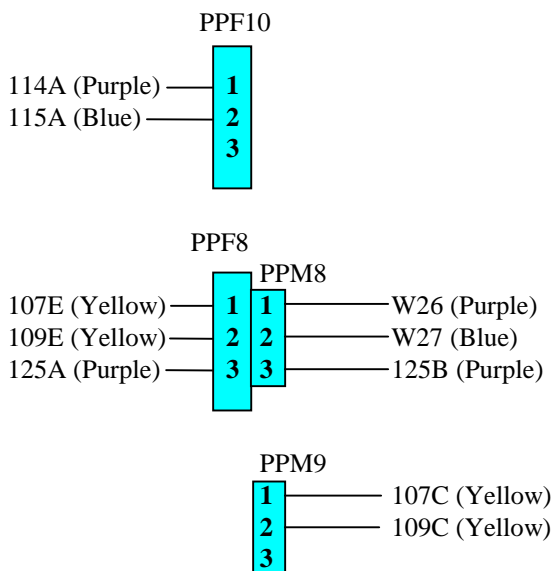 PPF10
114A (Purple) 1
115A (Blue) 2
3
PPF8
PPM8
107E (Yellow) 1 1 W26 (Purple)
109E (Yellow) 2 2 W27 (Blue)
125A (Purple) 3 3 125B (Purple)
PPM9
1 107C (Yellow)
2 109C (Yellow)
3